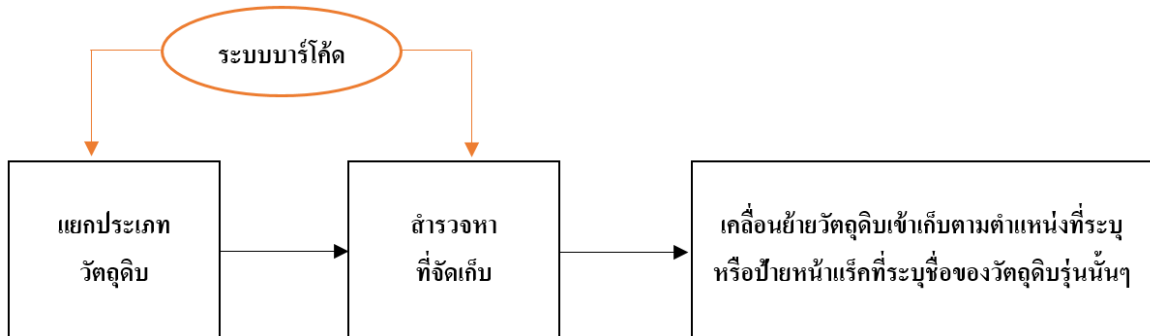 ระบบบาร์โค้ด
แยกประเภท
วัตถุดิบ
สำรวจหา
ที่จัดเก็บ
เคลื่อนย้ายวัตถุดิบเข้าเก็บตามตำแหน่งที่ระบุ
หรือป้ายหน้าแร็คที่ระบุชื่อของวัตถุดิบรุ่นนั้นๆ